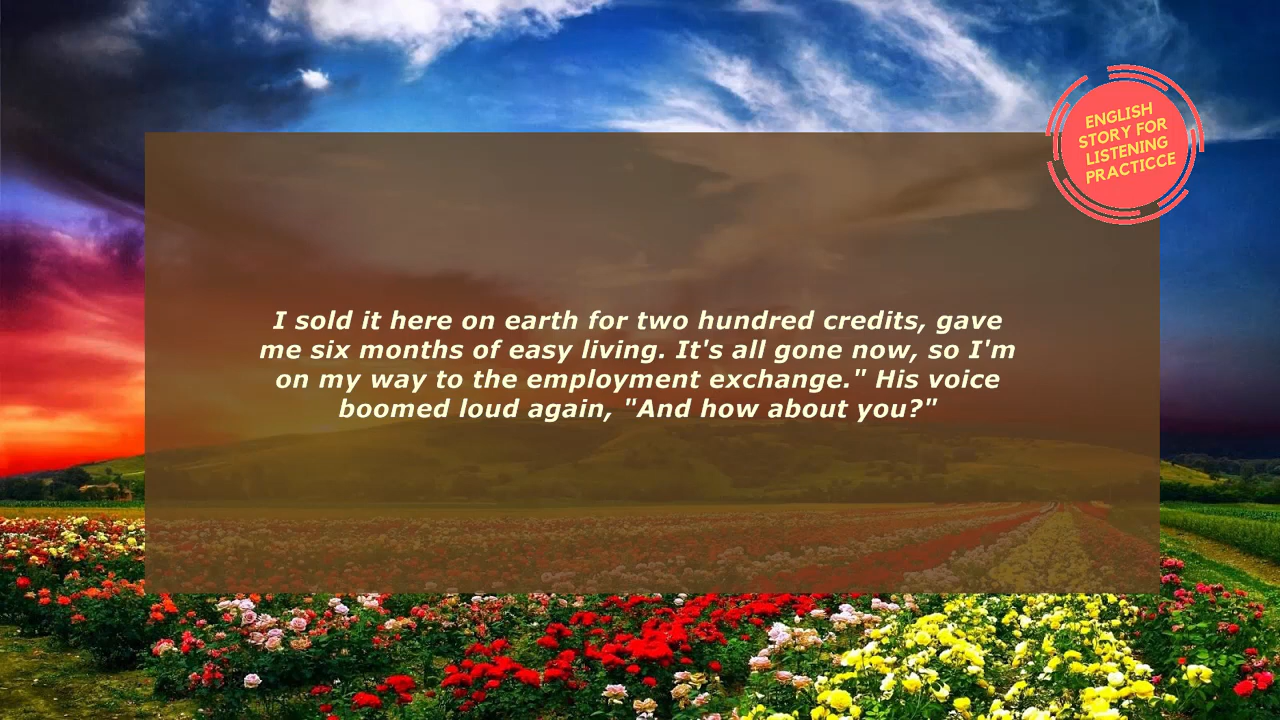 ENGLISH
STORY FOR
LISTENING
PRACTICCE
I sold it here on earth for two hundred credits, gave
me six months of easy living. It's all gone now, so I'm
on my way to the employment exchange." His voice
boomed loud again, "And how about you?"